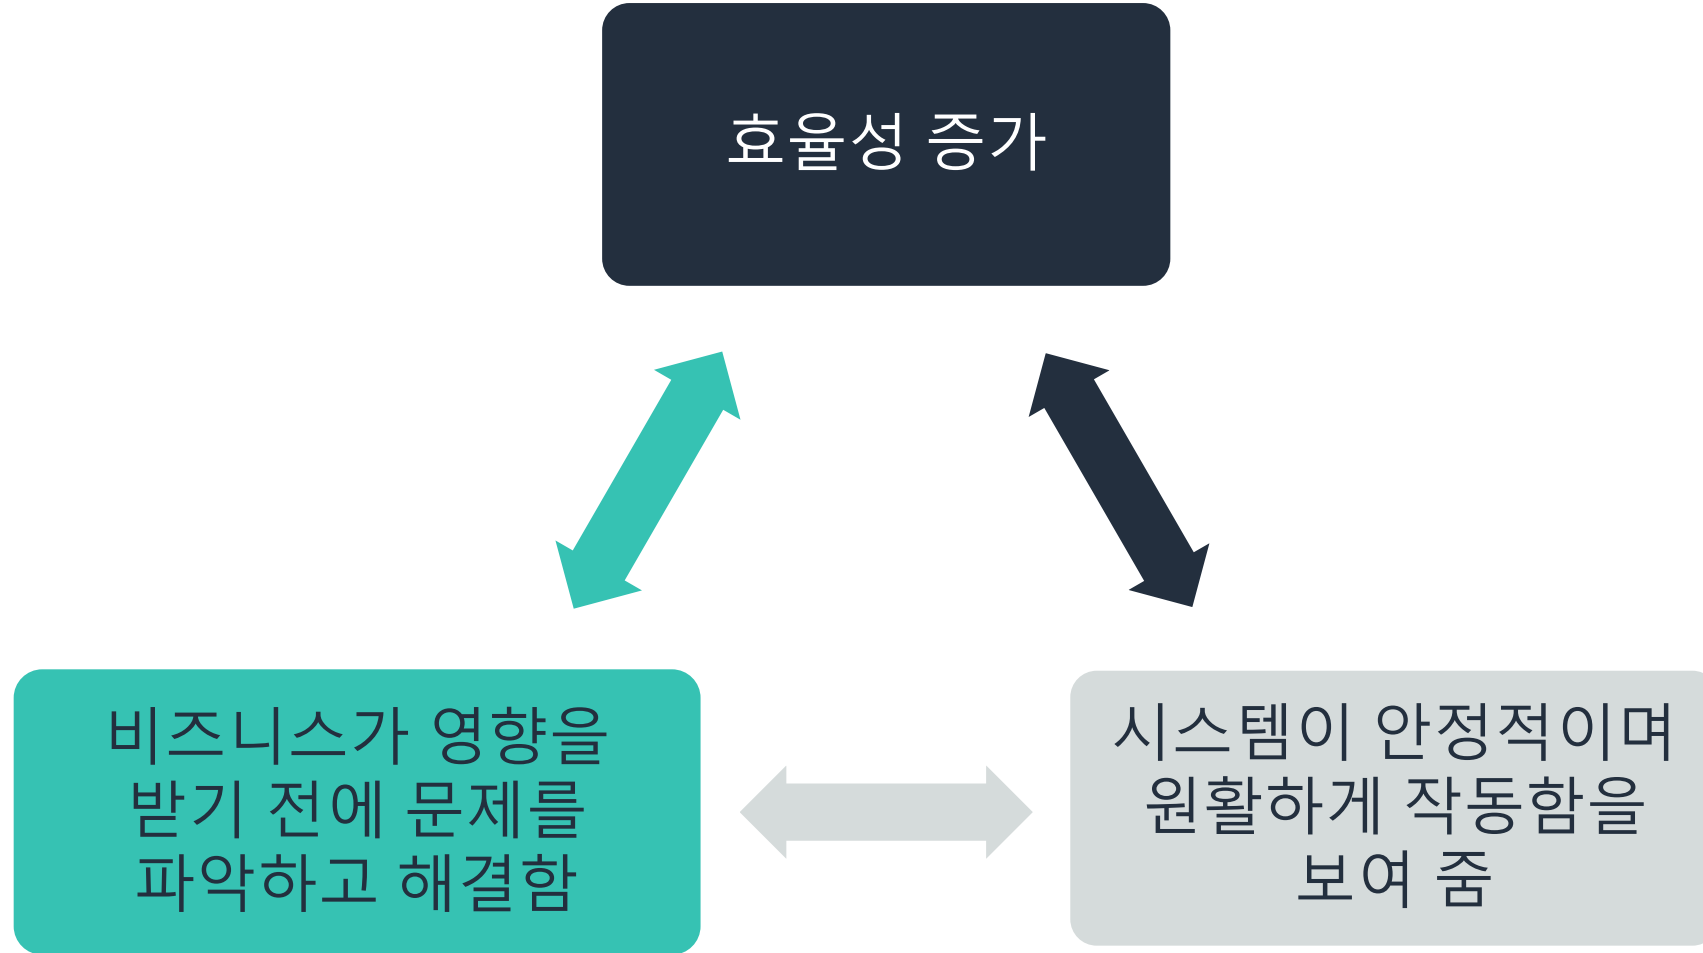 효율성 증가
비즈니스가 영향을
받기 전에 문제를
파악하고 해결함
시스템이 안정적이며
원활하게 작동함을
보여 줌